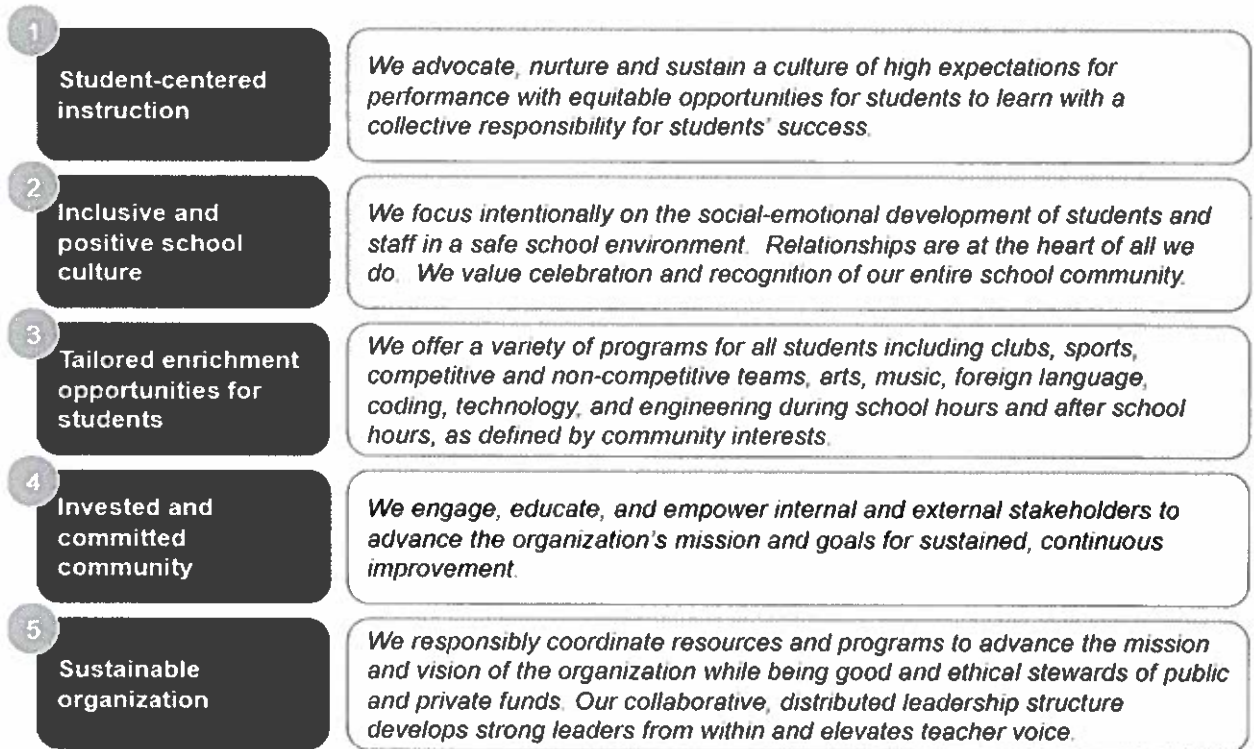 1
Student-centered
instruction
We advocate, nurture and sustain a culture of high expectations for
performance with equitable opportunities for students to learn with a
collective responsibility for students' success.
2
Inclusive and
positive school
culture
We focus intentionally on the social-emotional development of students and
staff in a safe school environment. Relationships are at the heart of all we
do. We value celebration and recognition of our entire school community.
3
Tailored enrichment
opportunities for
students
We offer a variety of programs for all students including clubs, sports,
competitive and non-competitive teams, arts, music, foreign language,
coding, technology, and engineering during school hours and after school
hours, as defined by community interests.
4
Invested and
committed
community
We engage, educate, and empower internal and external stakeholders to
advance the organization's mission and goals for sustained, continuous
improvement.
5
Sustainable
organization
We responsibly coordinate resources and programs to advance the mission
and vision of the organization while being good and ethical stewards of public
and private funds. Our collaborative, distributed leadership structure
develops strong leaders from within and elevates teacher voice.